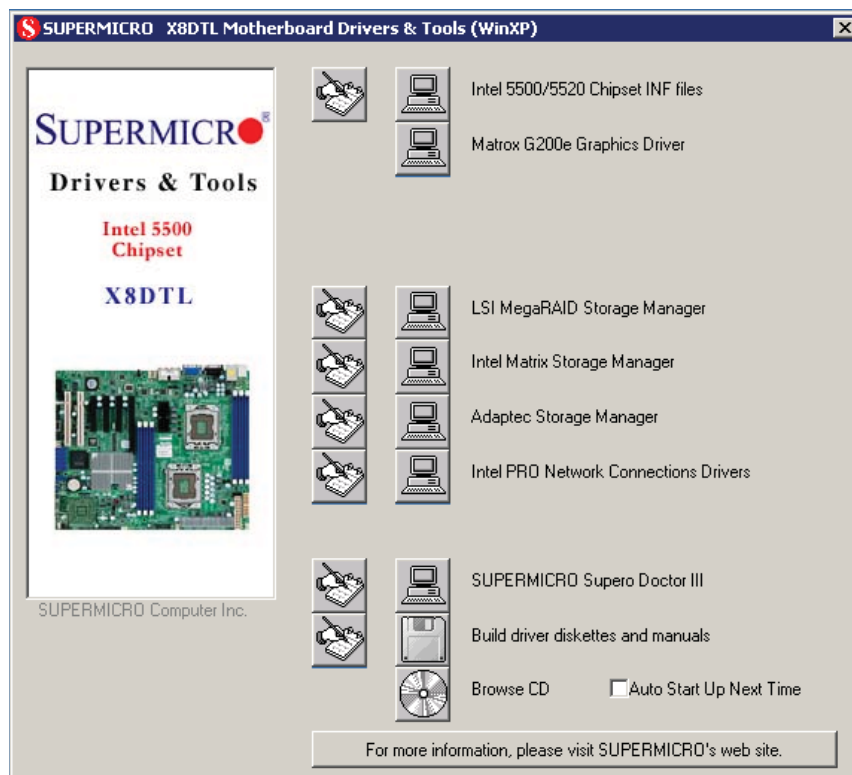 SUPERMICRO X8DTL Motherboard Drivers & Tools (WinXP)
SUPERMICRO®
Drivers & Tools
Intel 5500
Chipset
X8DTL
SUPERMICRO Computer Inc.
Intel 5500/5520 Chipset INF files
Matrox G200e Graphics Driver
LSI MegaRAID Storage Manager
Intel Matrix Storage Manager
Adaptec Storage Manager
Intel PRO Network Connections Drivers
SUPERMICRO Supero Doctor III
Build driver diskettes and manuals
Browse CD
Auto Start Up Next Time
For more information, please visit SUPERMICRO's web site.